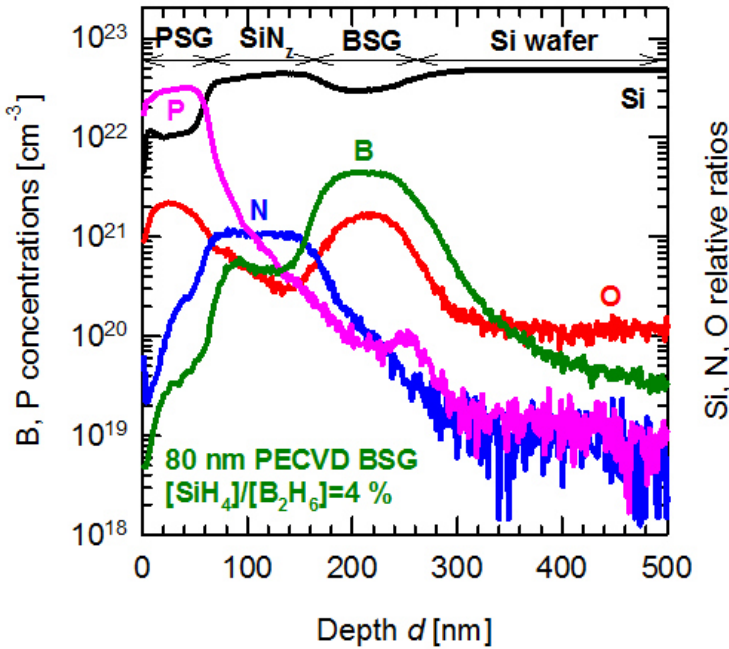 10²³
PSG SiN_z BSG Si wafer
Si
10²²
P
B
N
10²¹
O
10²⁰
10¹⁹
80 nm PECVD BSG
[SiH₄]/[B₂H₆]=4 %
10¹⁸
0 100 200 300 400 500
Depth d [nm]
B, P concentrations [cm⁻³]
Si, N, O relative ratios